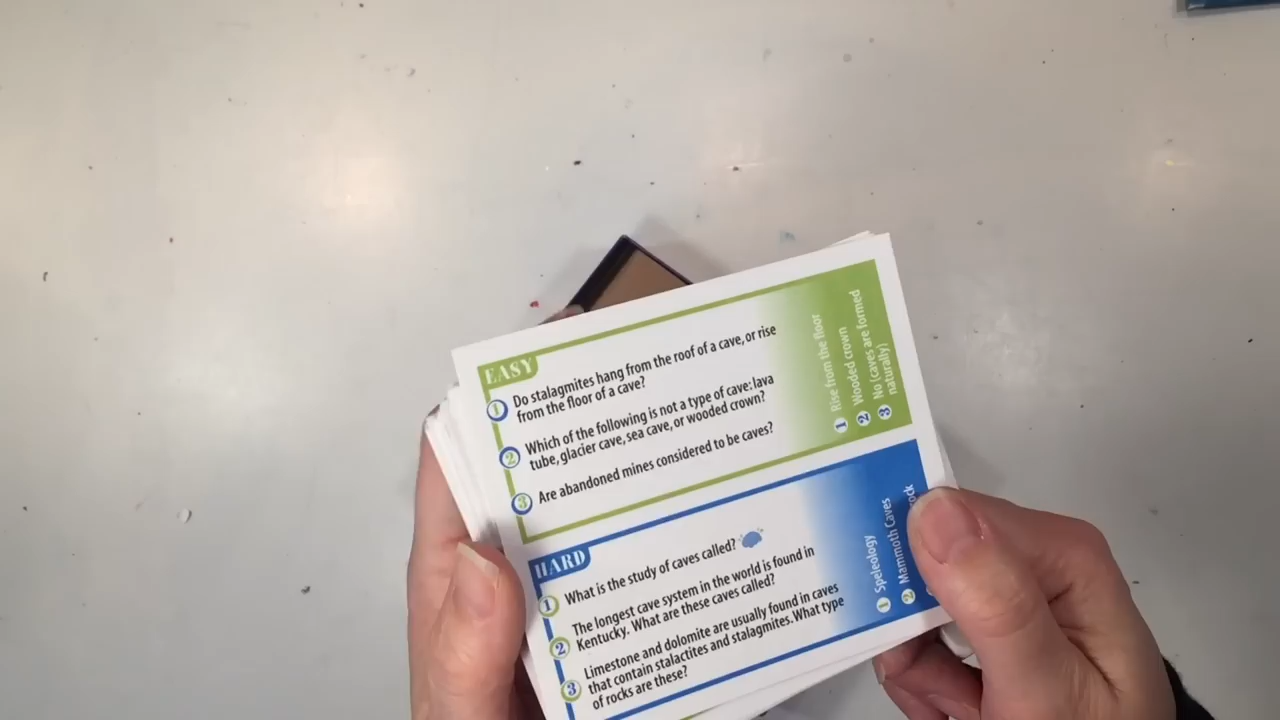 EASY
1 Do stalagmites hang from the roof of a cave, or rise
from the floor of a cave?
2 Which of the following is not a type of cave: lava
tube, glacier cave, sea cave, or wooded crown?
3 Are abandoned mines considered to be caves?
1 Rise from the floor
2 Wooded crown
3 No (caves are formed
naturally)
HARD
1 What is the study of caves called?
2 The longest cave system in the world is found in
Kentucky. What are these caves called?
3 Limestone and dolomite are usually found in caves
that contain stalactites and stalagmites. What type
of rocks are these?
1 Speleology
2 Mammoth Caves